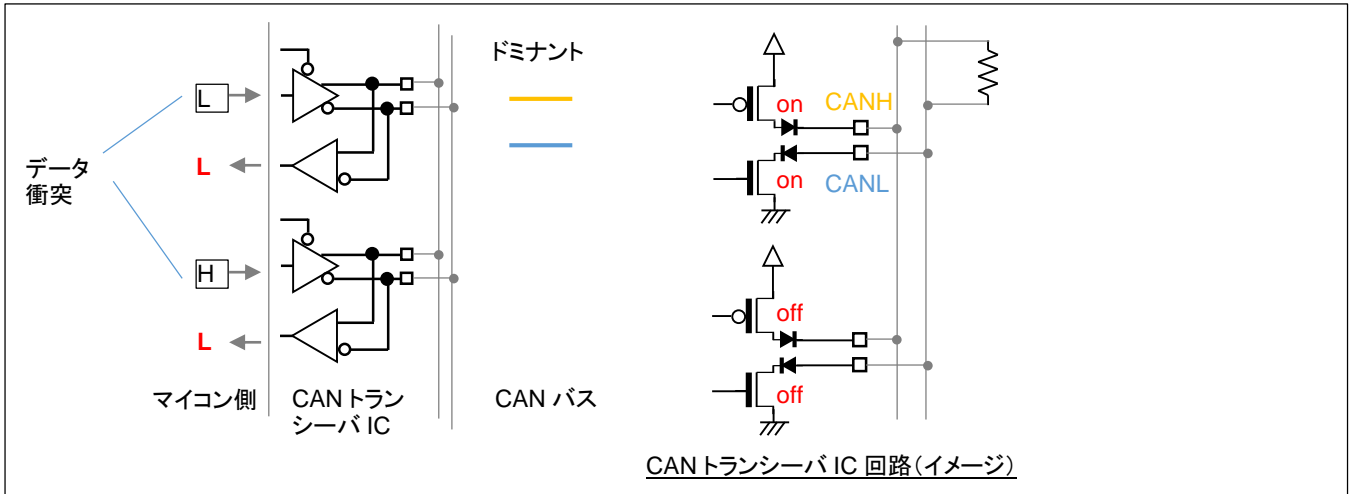 ドミナント
L
L
データ
衝突
H
L
マイコン側
CAN トラン
シーバ IC
CAN バス
on
CANH
on
CANL
off
off
CAN トランシーバ IC 回路(イメージ)